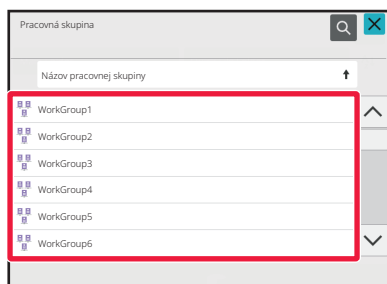 Pracovná skupina
Názov pracovnej skupiny
WorkGroup1
WorkGroup2
WorkGroup3
WorkGroup4
WorkGroup5
WorkGroup6